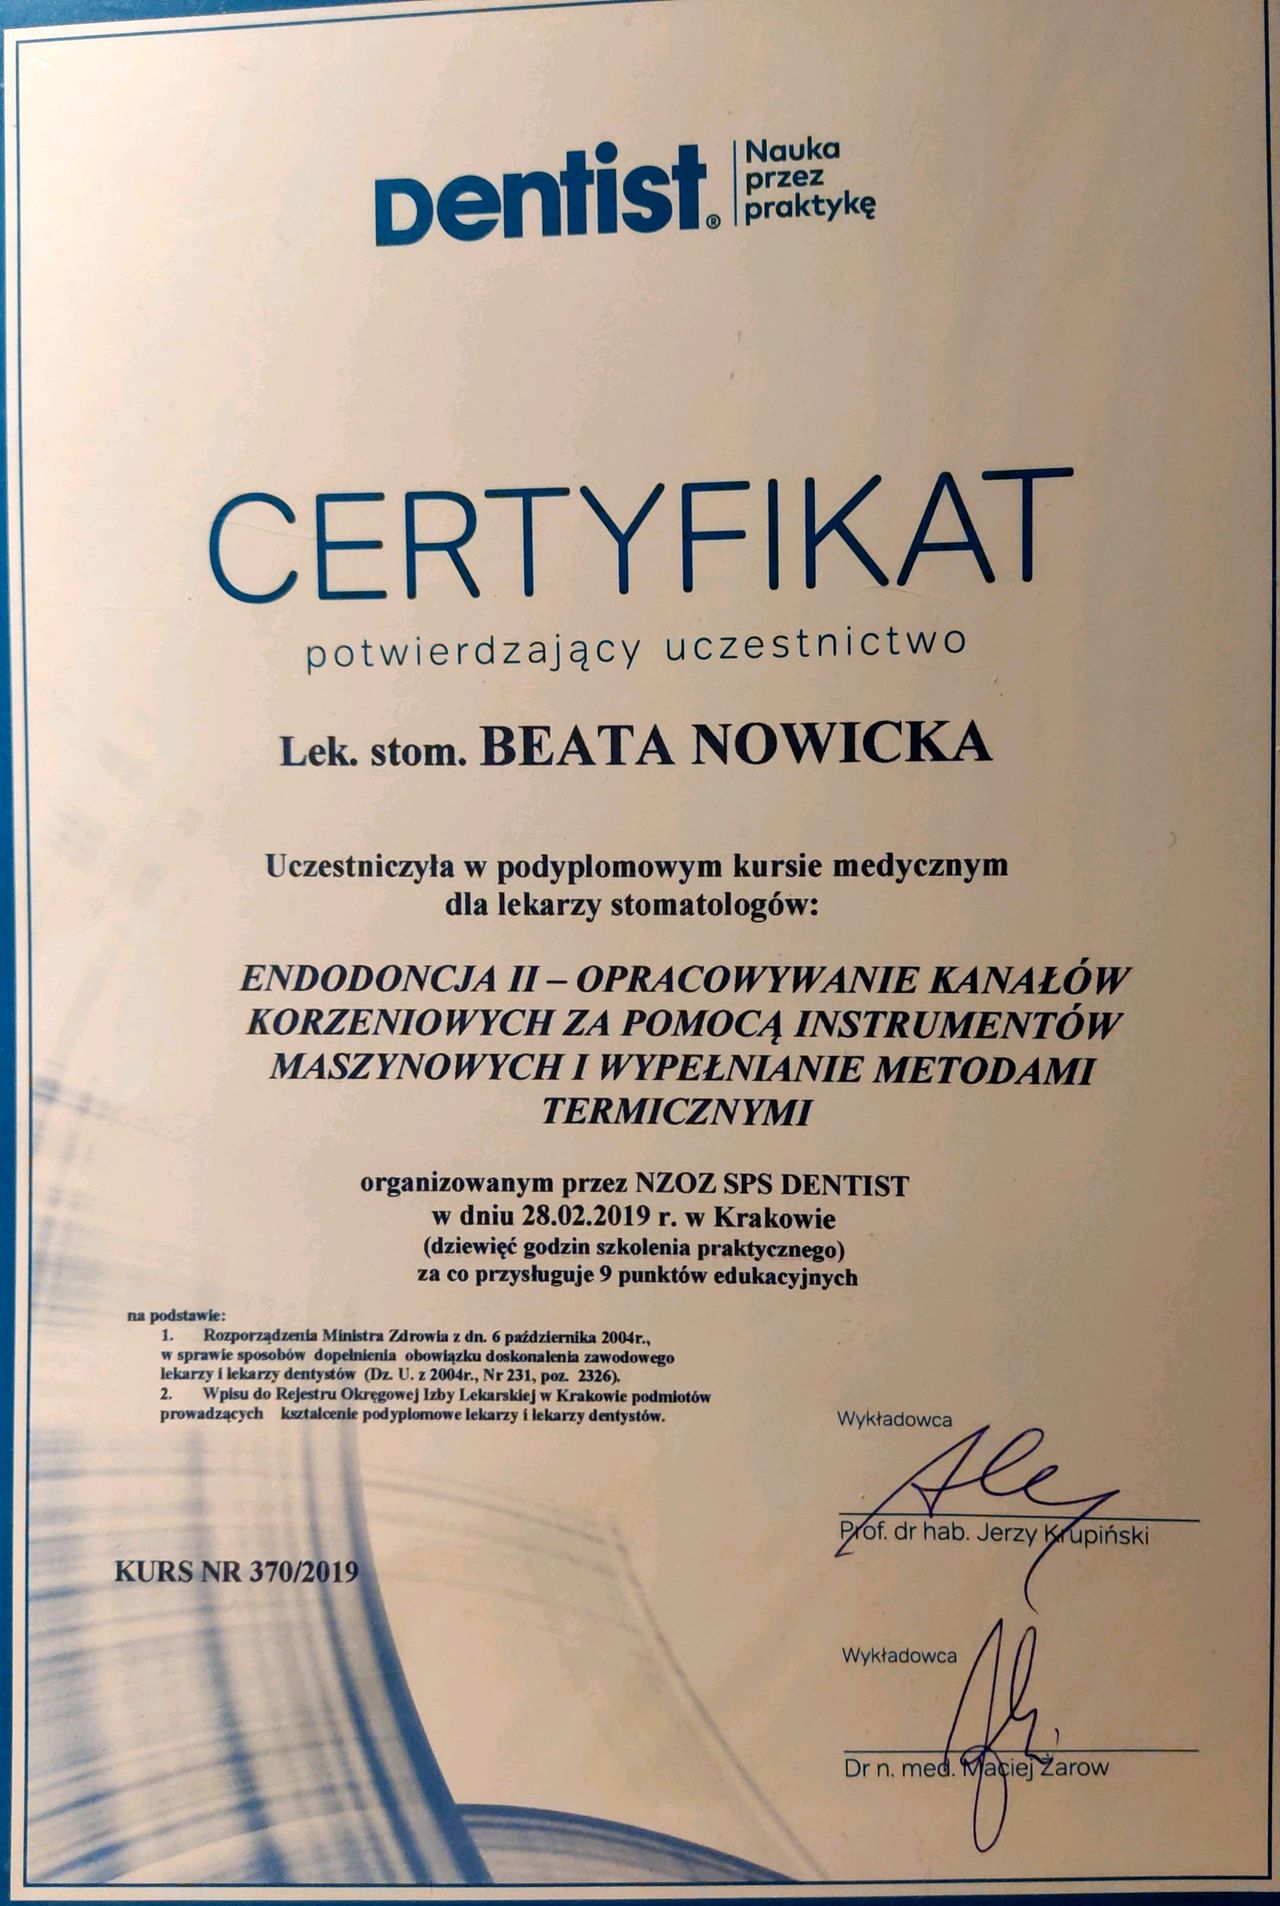 Dentist® Nauka przez praktykę
CERTYFIKAT
potwierdzający uczestnictwo
Lek. stom. BEATA NOWICKA
Uczestniczyła w podyplomowym kursie medycznym
dla lekarzy stomatologów:
ENDODONCJA II – OPRACOWYWANIE KANAŁÓW
KORZENIOWYCH ZA POMOCĄ INSTRUMENTÓW
MASZYNOWYCH I WYPEŁNIANIE METODAMI
TERMICZNYMI
organizowanym przez NZOZ SPS DENTIST
w dniu 28.02.2019 r. w Krakowie
(dziewięć godzin szkolenia praktycznego)
za co przysługuje 9 punktów edukacyjnych
na podstawie:
1. Rozporządzenia Ministra Zdrowia z dn. 6 października 2004r.,
w sprawie sposobów dopełnienia obowiązku doskonalenia zawodowego
lekarzy i lekarzy dentystów (Dz. U. z 2004r., Nr 231, poz. 2326).
2. Wpisu do Rejestru Okręgowej Izby Lekarskiej w Krakowie podmiotów
prowadzących kształcenie podyplomowe lekarzy i lekarzy dentystów.
Wykładowca
Prof. dr hab. Jerzy Krupiński
KURS NR 370/2019
Wykładowca
Dr n. med. Maciej Żarow